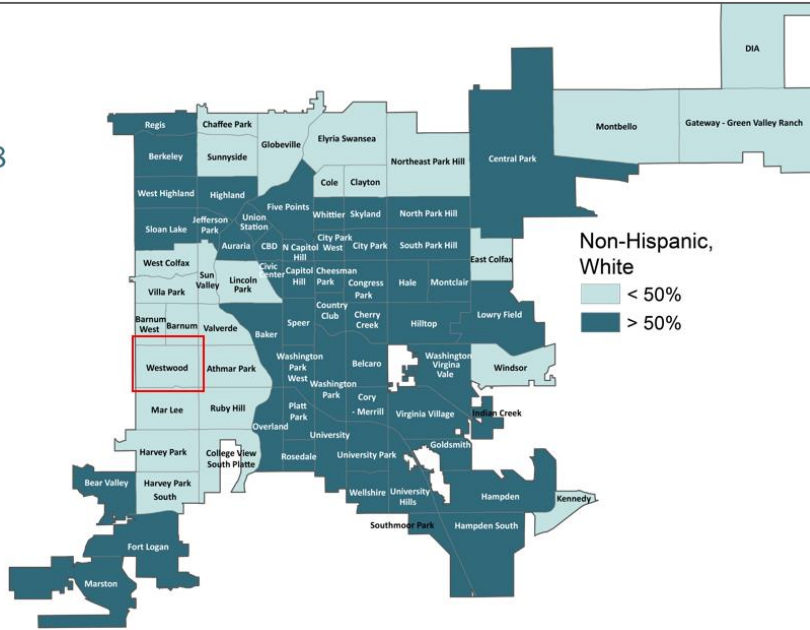 DIA
Regis
Chaffee Park
Globeville
Elyria Swansea
Montbello
Gateway - Green Valley Ranch
Berkeley
Sunnyside
Northeast Park Hill
Central Park
Cole
Clayton
West Highland
Highland
Five Points
Whittier
Skyland
North Park Hill
Sloan Lake
Jefferson
Park
Union
Station
Auraria
CBD
N Capitol
Hill
City Park
West
City Park
South Park Hill
Non-Hispanic,
White
< 50%
> 50%
West Colfax
Sun
Valley
Lincoln
Park
Civic
Center
Capitol
Hill
Cheesman
Park
Congress
Park
Hale
Montclair
East Colfax
Villa Park
Barnum
West
Barnum
Valverde
Baker
Speer
Country
Club
Cherry
Creek
Hilltop
Lowry Field
Westwood
Athmar Park
Washington
Park
West
Washington
Park
Belcaro
Washington
Virginia
Vale
Windsor
Mar Lee
Ruby Hill
Overland
Platt
Park
Cory
- Merrill
Virginia Village
Indian Creek
University
Goldsmith
Harvey Park
College View
South Platte
Rosedale
University Park
Bear Valley
Harvey Park
South
Wellshire
University
Hills
Hampden
Kennedy
Southmoor Park
Hampden South
Fort Logan
Marston